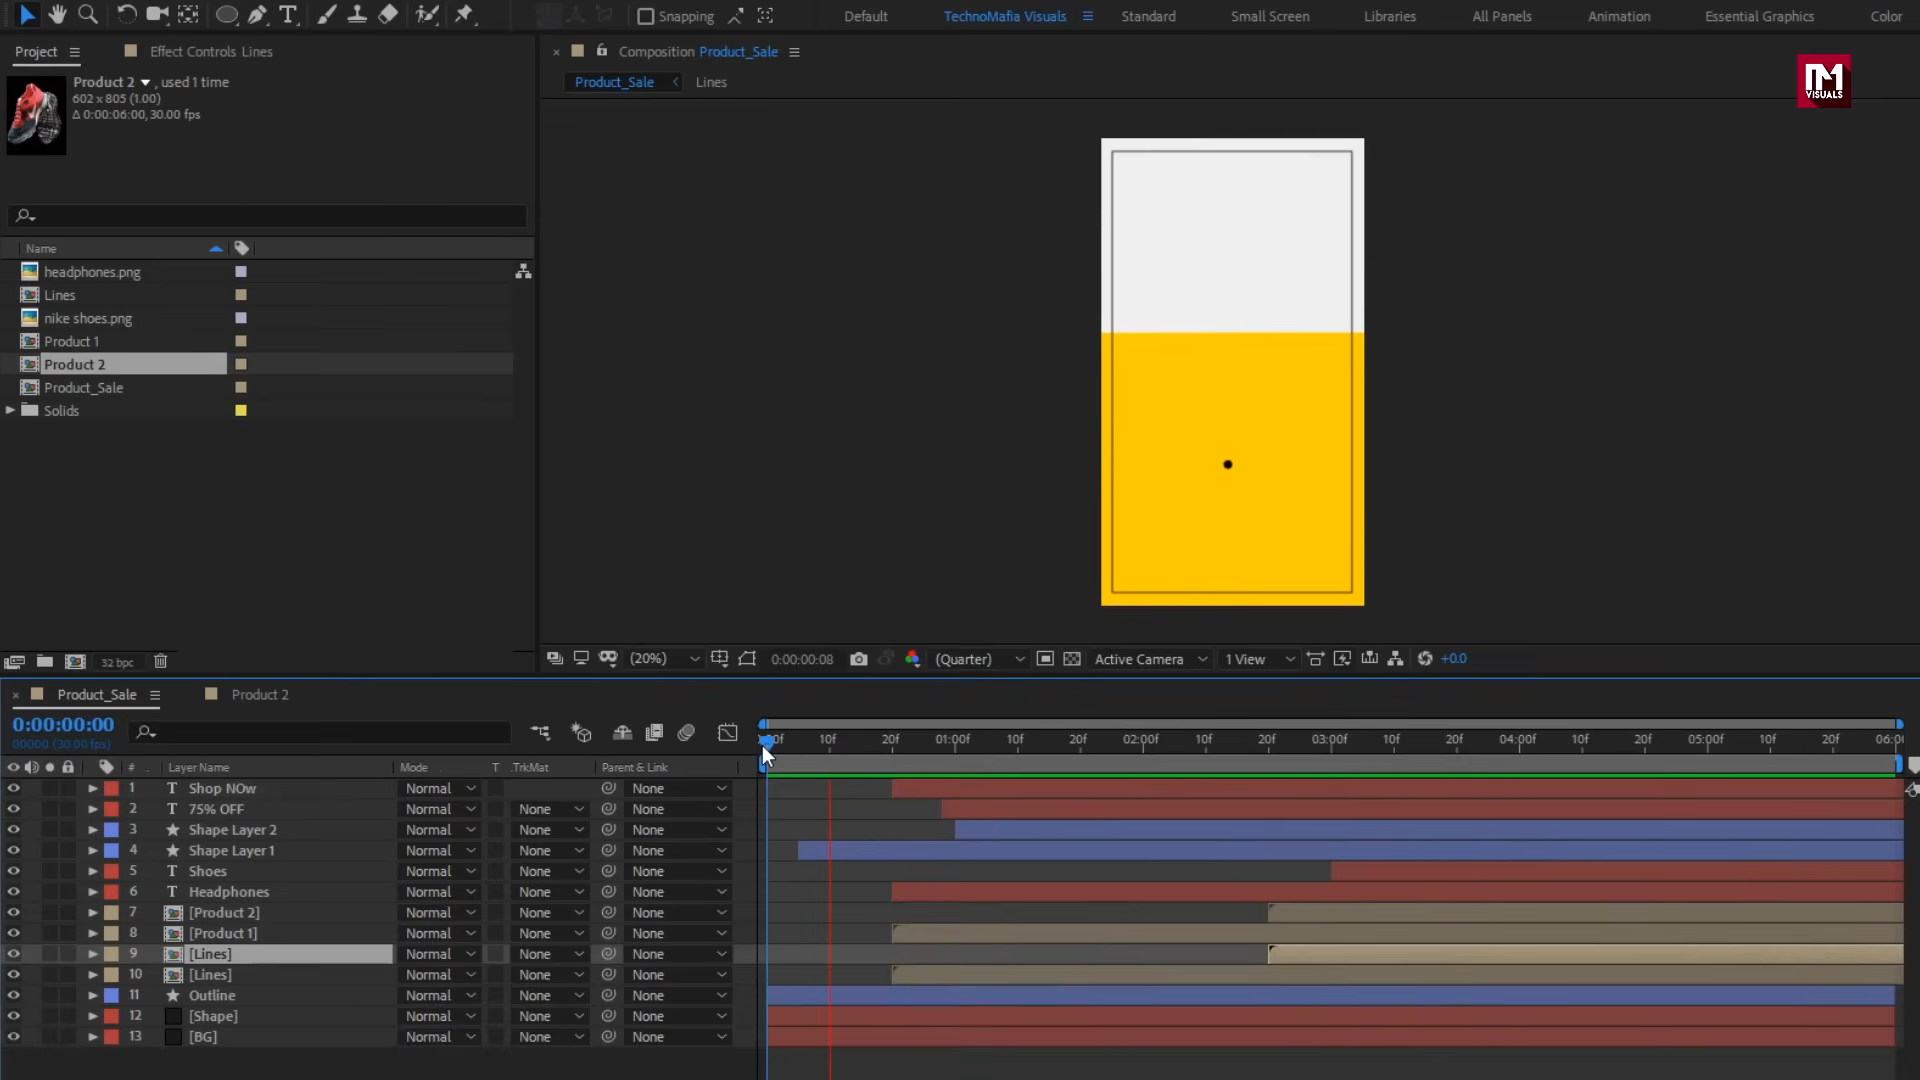 Snapping
Default
TechnoMafia Visuals
Standard
Small Screen
Libraries
All Panels
Animation
Essential Graphics
Color
Project
Effect Controls Lines
Composition Product_Sale
Product 2 , used 1 time
602 x 805 (1.00)
Δ 0:00:06:00, 30.00 fps
Product_Sale
Lines
VISUALS
Name
headphones.png
Lines
nike shoes.png
Product 1
Product 2
Product_Sale
Solids
32 bpc
(20%)
0:00:00:08
(Quarter)
Active Camera
1 View
+0.0
Product_Sale
Product 2
0:00:00:00
00000 (30.00 fps)
10f 20f 01:00f 10f 20f 02:00f 10f 20f 03:00f 10f 20f 04:00f 10f 20f 05:00f 10f 20f 06:0
# Layer Name Mode T .TrkMat Parent & Link
1 T Shop NOw Normal None
2 T 75% OFF Normal None None
3 Shape Layer 2 Normal None None
4 Shape Layer 1 Normal None None
5 T Shoes Normal None None
6 T Headphones Normal None None
7 [Product 2] Normal None None
8 [Product 1] Normal None None
9 [Lines] Normal None None
10 [Lines] Normal None None
11 Outline Normal None None
12 [Shape] Normal None None
13 [BG] Normal None None